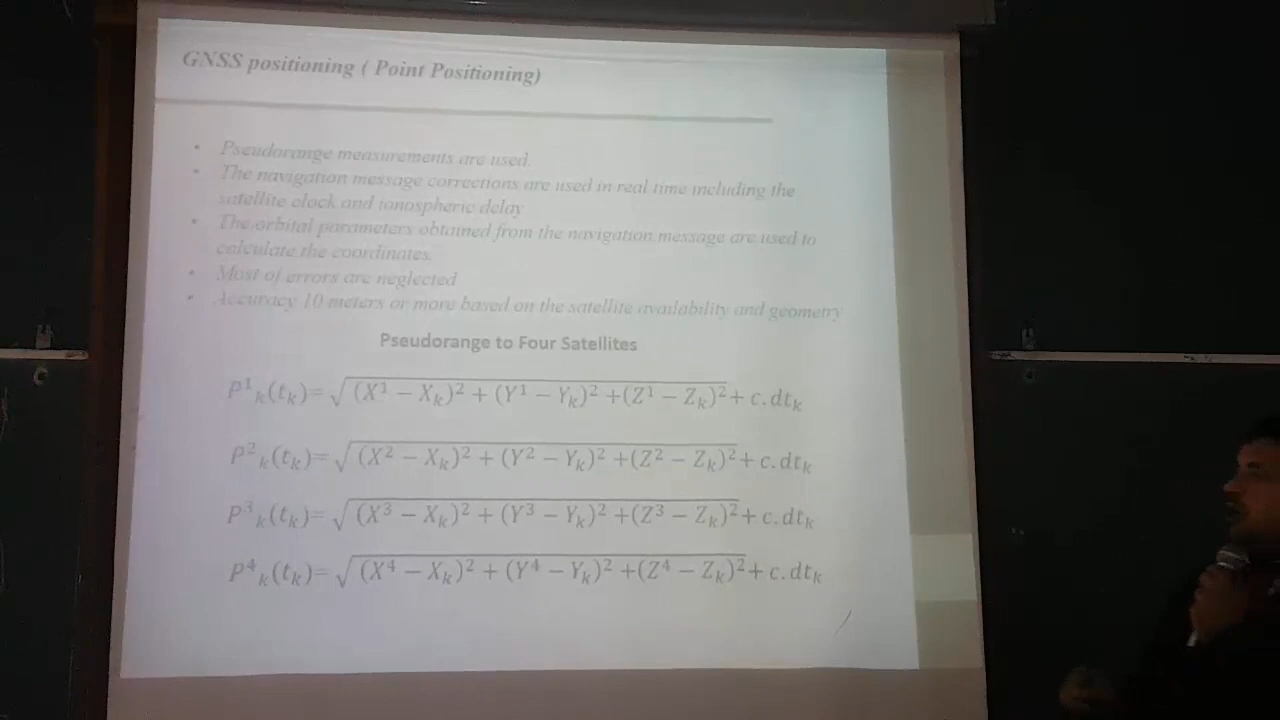 GNSS positioning ( Point Positioning)
• Pseudorange measurements are used.
• The navigation message corrections are used in real time including the
satellite clock and ionospheric delay
• The orbital parameters obtained from the navigation message are used to
calculate the coordinates.
• Most of errors are neglected
• Accuracy 10 meters or more based on the satellite availability and geometry
Pseudorange to Four Satellites
P¹ₖ(tₖ)=√(X¹ − Xₖ)² + (Y¹ − Yₖ)² +(Z¹ − Zₖ)²+ c.dtₖ
P²ₖ(tₖ)=√(X² − Xₖ)² + (Y² − Yₖ)² +(Z² − Zₖ)²+ c.dtₖ
P³ₖ(tₖ)=√(X³ − Xₖ)² + (Y³ − Yₖ)² +(Z³ − Zₖ)²+ c.dtₖ
P⁴ₖ(tₖ)=√(X⁴ − Xₖ)² + (Y⁴ − Yₖ)² +(Z⁴ − Zₖ)²+ c.dtₖ